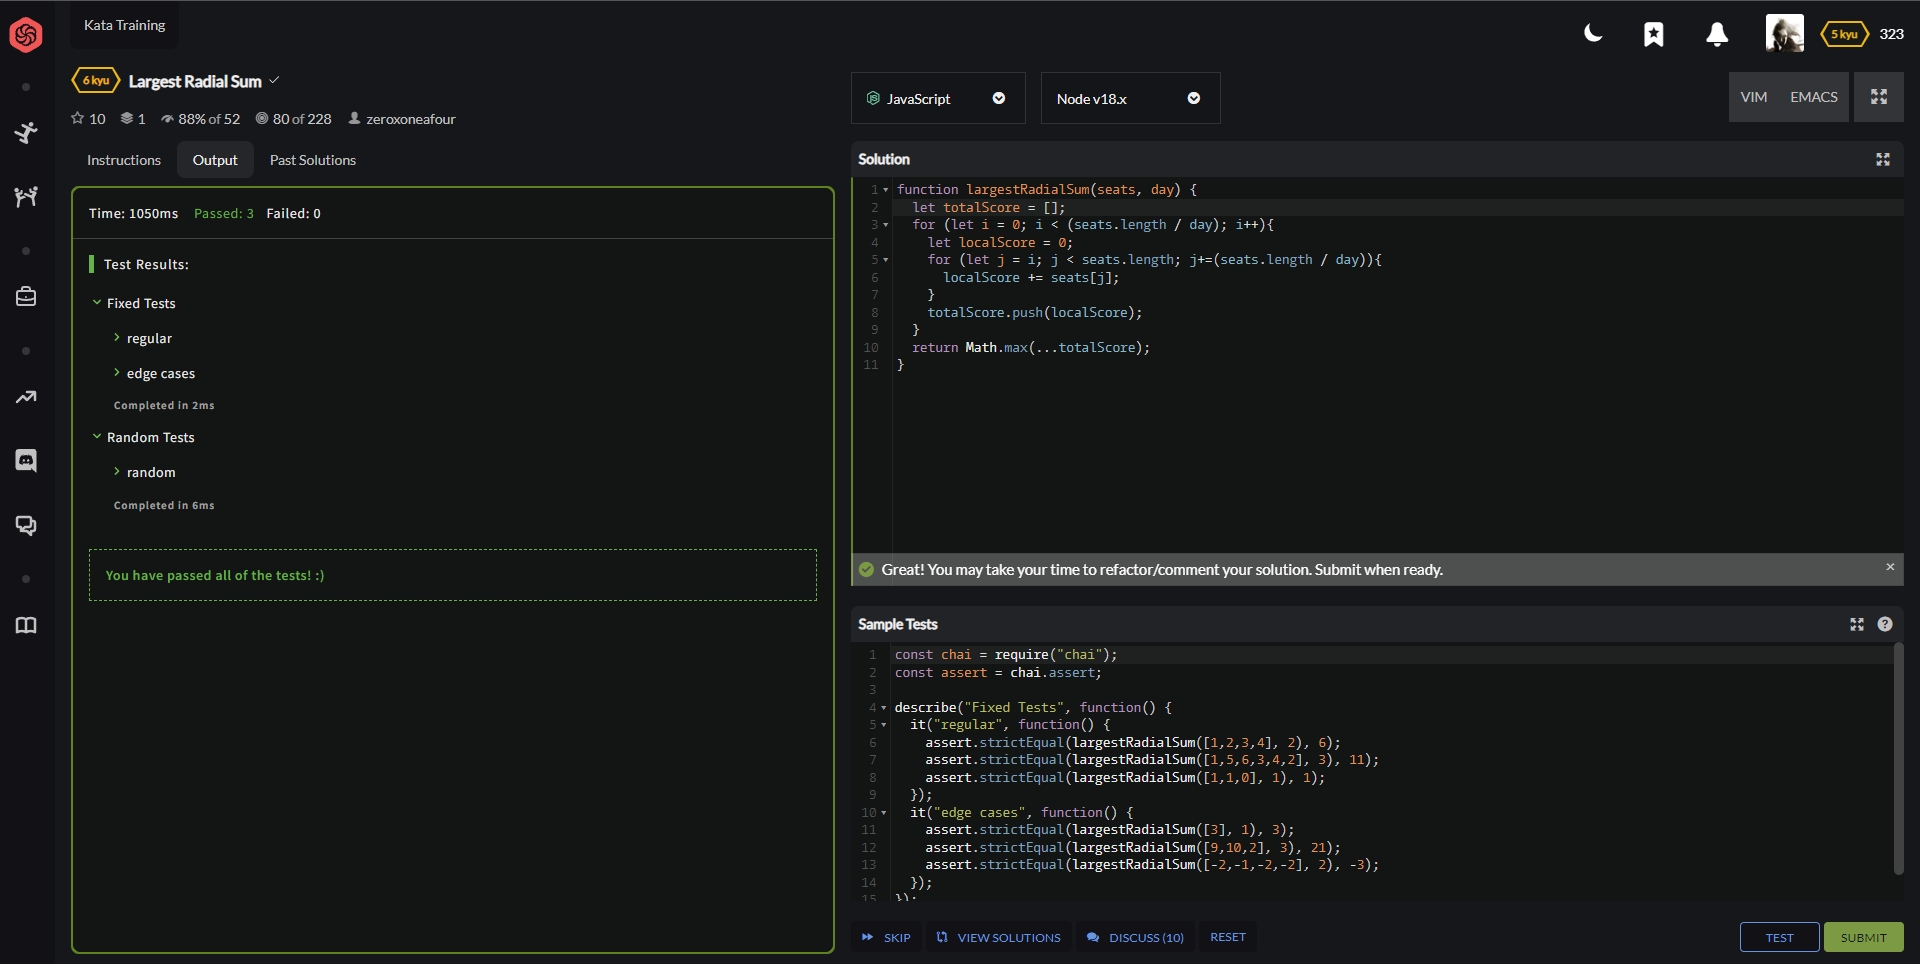 Kata Training
5 kyu 323
6 kyu Largest Radial Sum
10 1 88% of 52 80 of 228 zeroxoneafour
Instructions Output Past Solutions
Time: 1050ms Passed: 3 Failed: 0
Test Results:
Fixed Tests
regular
edge cases
Completed in 2ms
Random Tests
random
Completed in 6ms
You have passed all of the tests! :)
JavaScript Node v18.x VIM EMACS
Solution
1 function largestRadialSum(seats, day) {
2 let totalScore = [];
3 for (let i = 0; i < (seats.length / day); i++){
4 let localScore = 0;
5 for (let j = i; j < seats.length; j+=(seats.length / day)){
6 localScore += seats[j];
7 }
8 totalScore.push(localScore);
9 }
10 return Math.max(...totalScore);
11 }
Great! You may take your time to refactor/comment your solution. Submit when ready. ×
Sample Tests ?
1 const chai = require("chai");
2 const assert = chai.assert;
3
4 describe("Fixed Tests", function() {
5 it("regular", function() {
6 assert.strictEqual(largestRadialSum([1,2,3,4], 2), 6);
7 assert.strictEqual(largestRadialSum([1,5,6,3,4,2], 3), 11);
8 assert.strictEqual(largestRadialSum([1,1,0], 1), 1);
9 });
10 it("edge cases", function() {
11 assert.strictEqual(largestRadialSum([3], 1), 3);
12 assert.strictEqual(largestRadialSum([9,10,2], 3), 21);
13 assert.strictEqual(largestRadialSum([-2,-1,-2,-2], 2), -3);
14 });
15 });
SKIP VIEW SOLUTIONS DISCUSS (10) RESET TEST SUBMIT